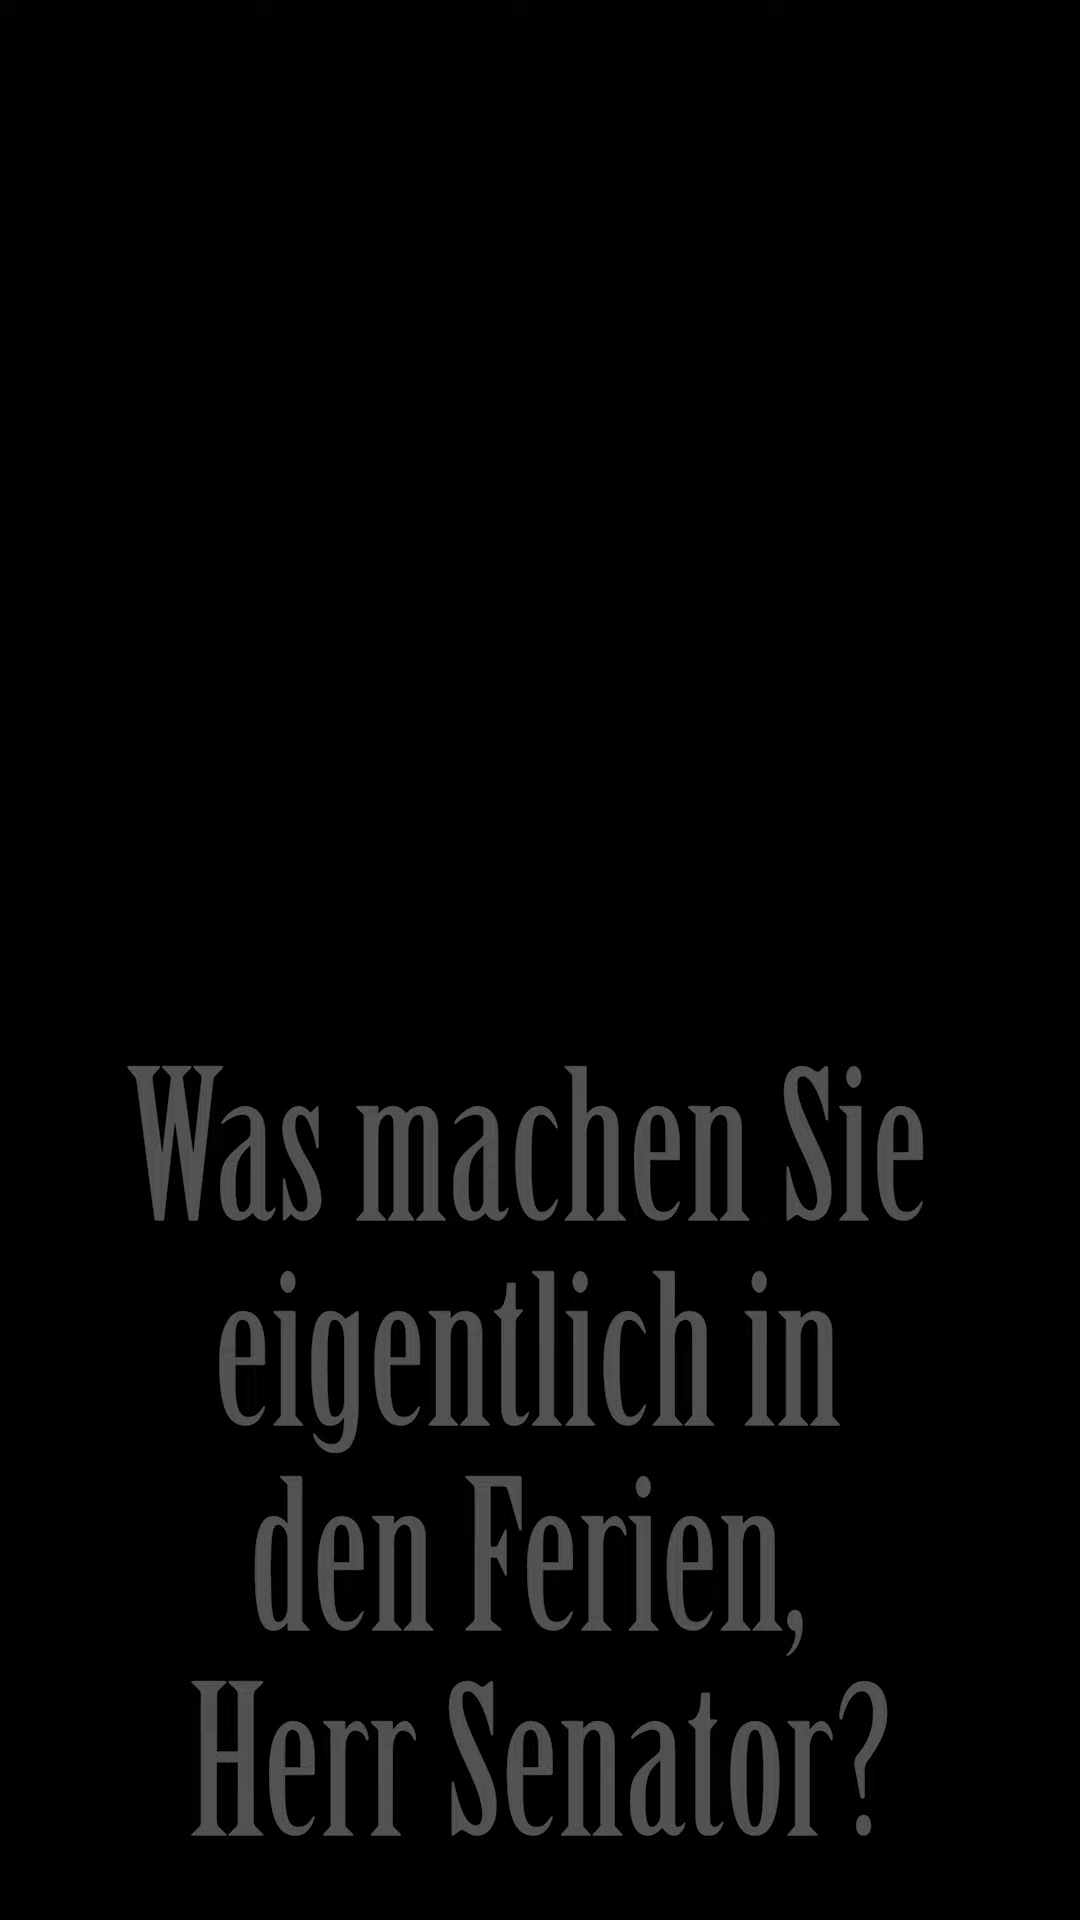 Was machen Sie
eigentlich in
den Ferien,
Herr Senator?